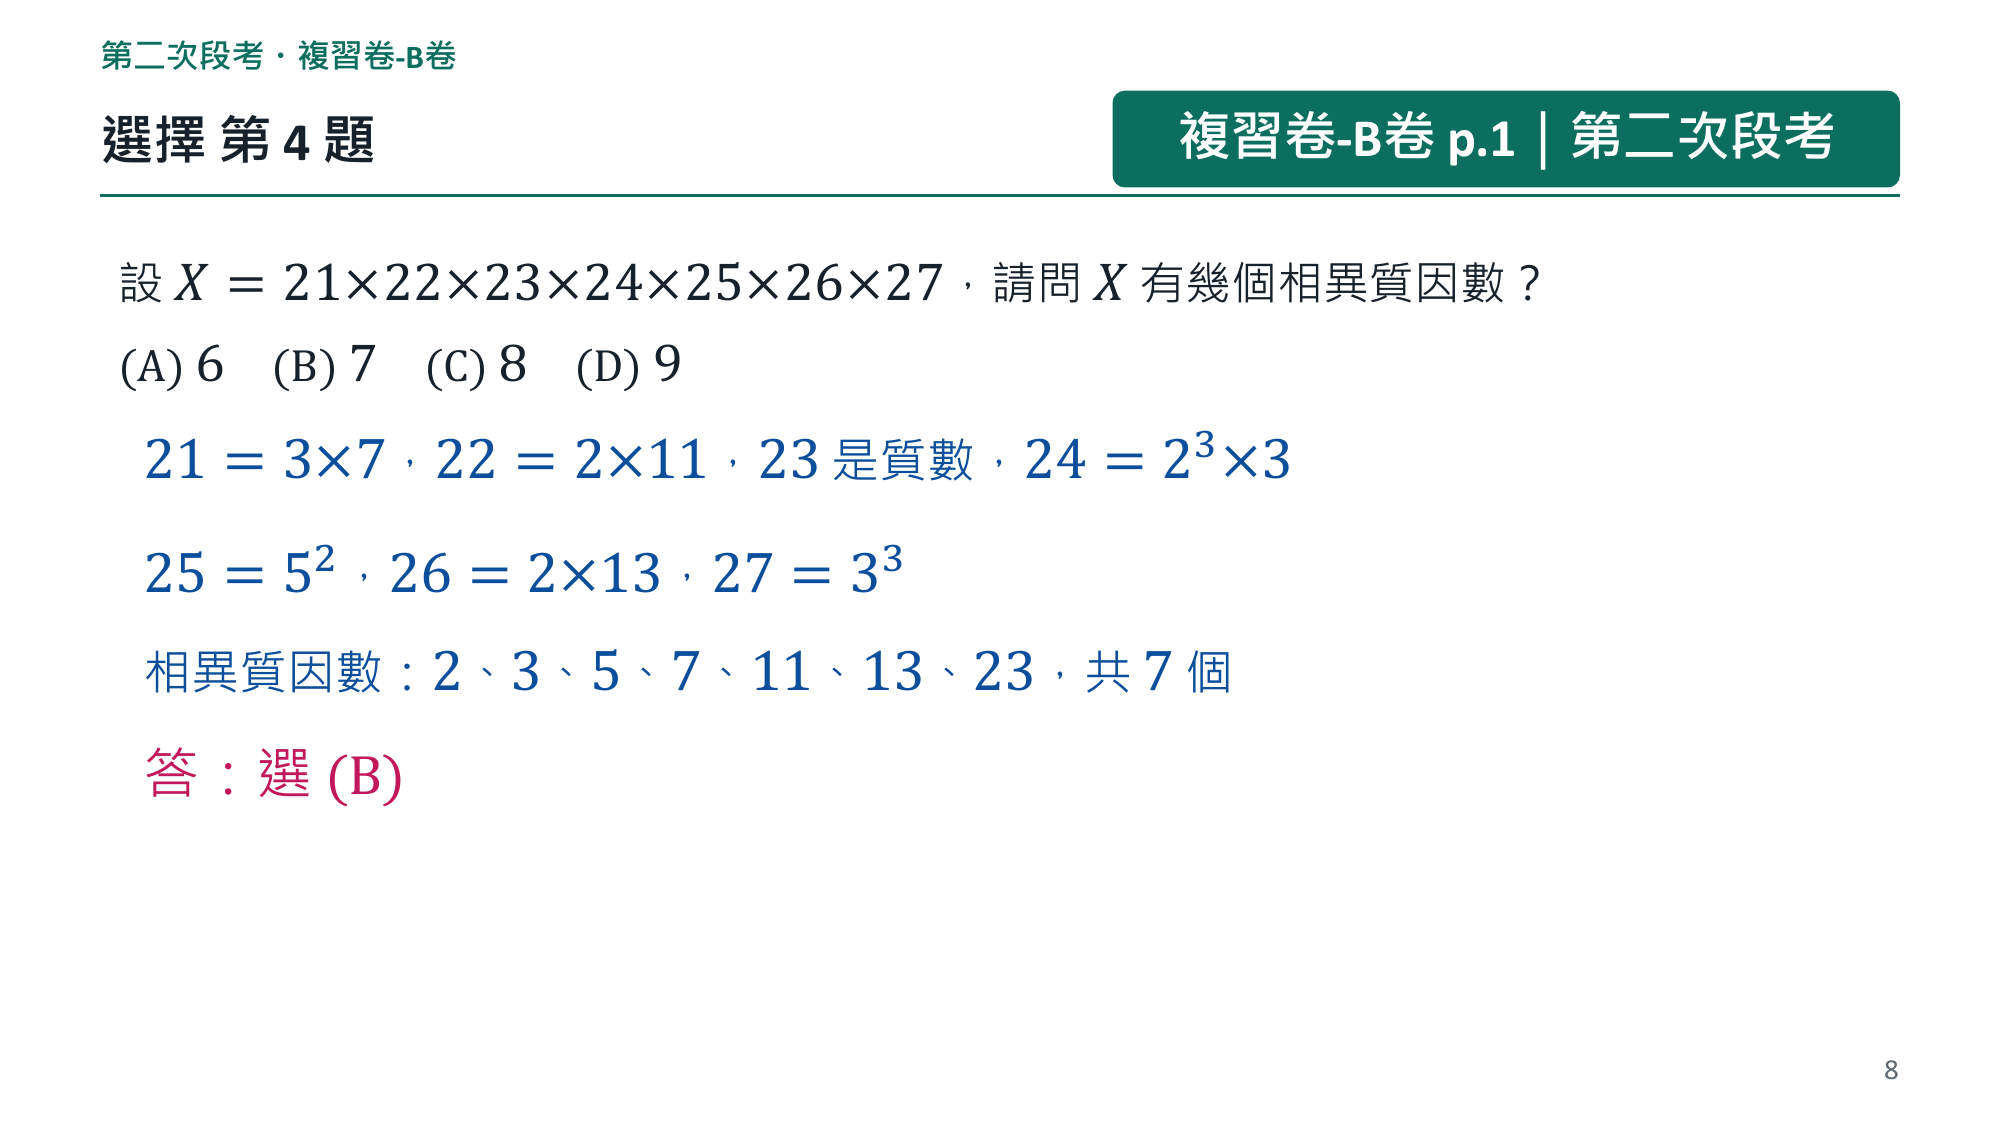 第二次段考・複習卷-B卷
選擇 第 4 題
複習卷-B卷 p.1｜第二次段考
設 X = 21×22×23×24×25×26×27，請問 X 有幾個相異質因數？
(A) 6 (B) 7 (C) 8 (D) 9
21 = 3×7，22 = 2×11，23 是質數，24 = 2³×3
25 = 5²，26 = 2×13，27 = 3³
相異質因數：2、3、5、7、11、13、23，共 7 個
答：選 (B)
8